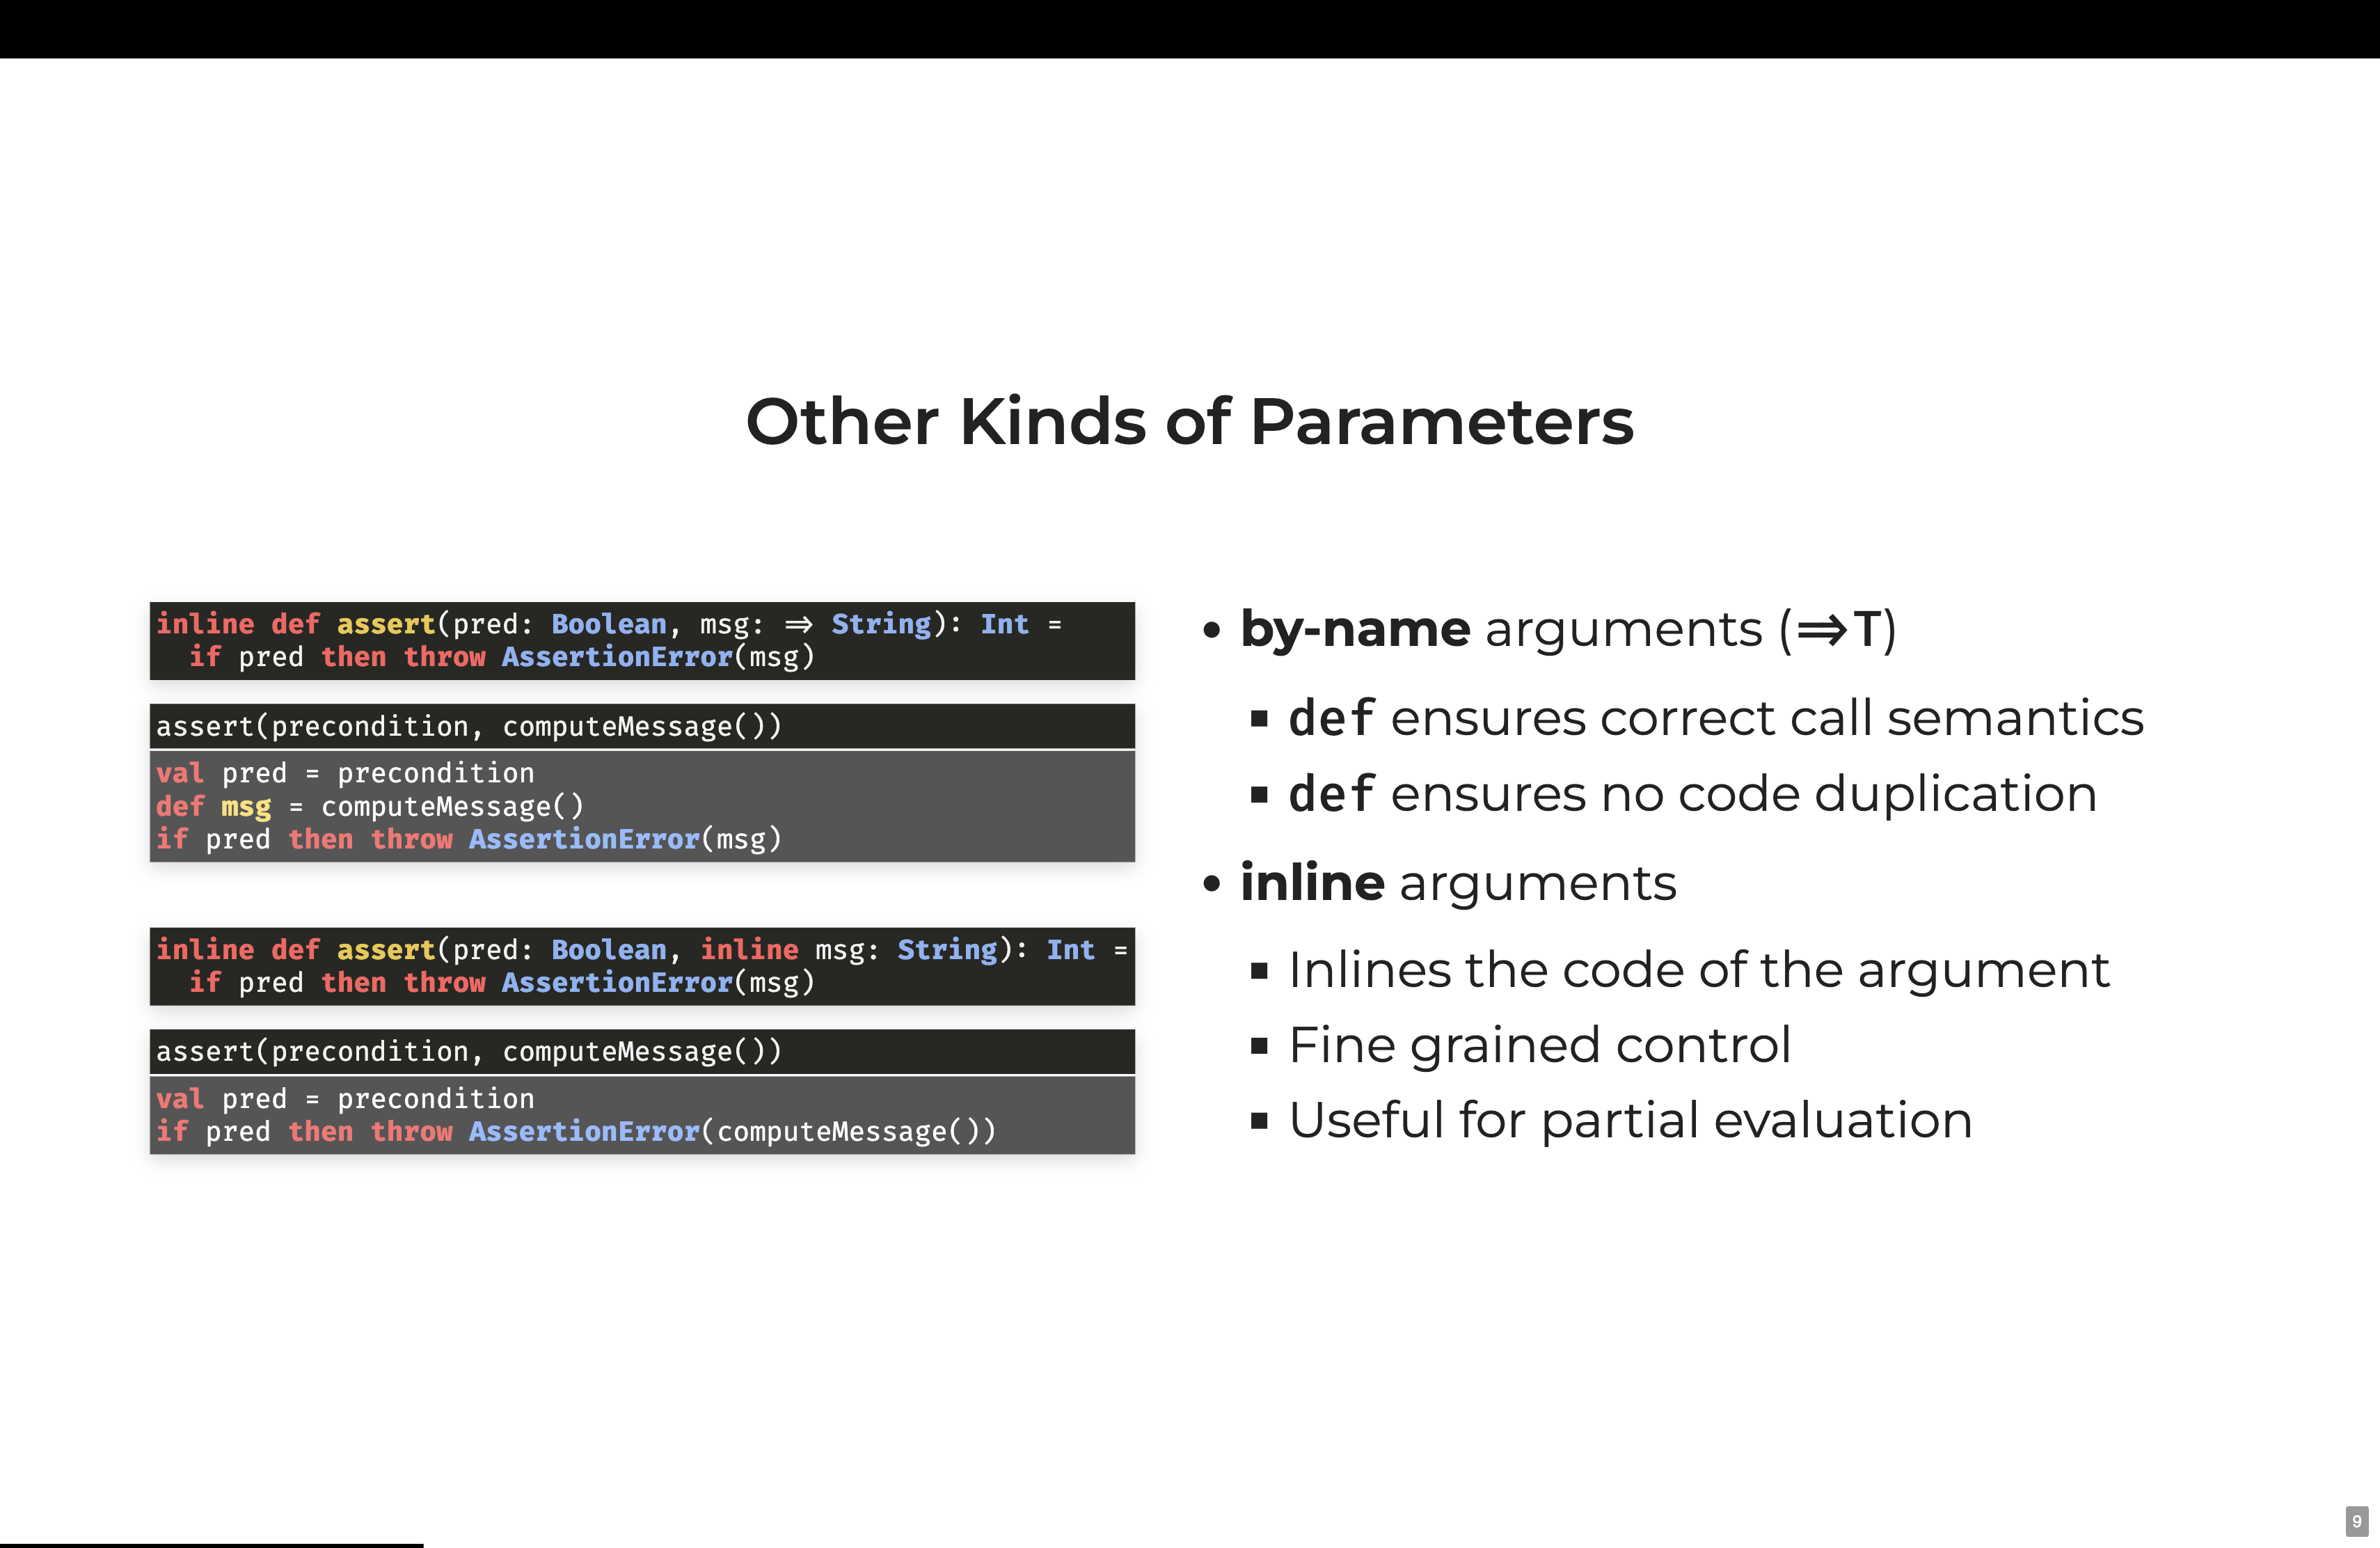 Other Kinds of Parameters
inline def assert(pred: Boolean, msg: ⇒ String): Int =
  if pred then throw AssertionError(msg)
assert(precondition, computeMessage())
val pred = precondition
def msg = computeMessage()
if pred then throw AssertionError(msg)
inline def assert(pred: Boolean, inline msg: String): Int =
  if pred then throw AssertionError(msg)
assert(precondition, computeMessage())
val pred = precondition
if pred then throw AssertionError(computeMessage())
• by-name arguments (⇒ T)
▪ def ensures correct call semantics
▪ def ensures no code duplication
• inline arguments
▪ Inlines the code of the argument
▪ Fine grained control
▪ Useful for partial evaluation
9